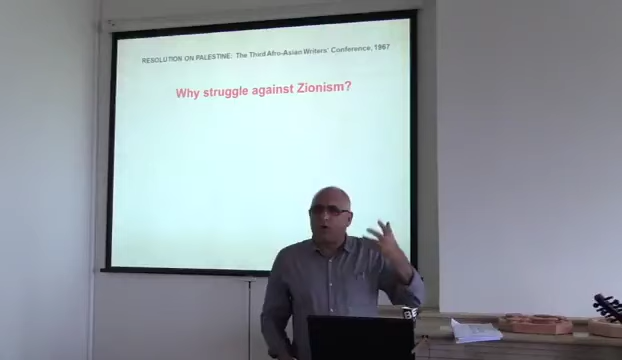 RESOLUTION ON PALESTINE: The Third Afro-Asian Writers' Conference, 1967
Why struggle against Zionism?